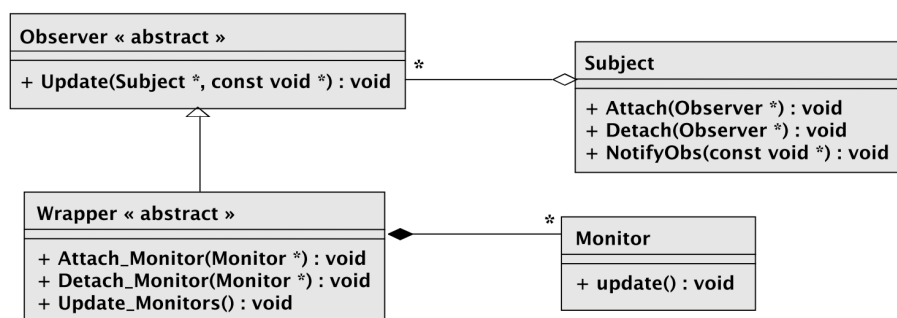 Observer « abstract »
+ Update(Subject *, const void *) : void
*
Subject
+ Attach(Observer *) : void
+ Detach(Observer *) : void
+ NotifyObs(const void *) : void
Wrapper « abstract »
+ Attach_Monitor(Monitor *) : void
+ Detach_Monitor(Monitor *) : void
+ Update_Monitors() : void
*
Monitor
+ update() : void